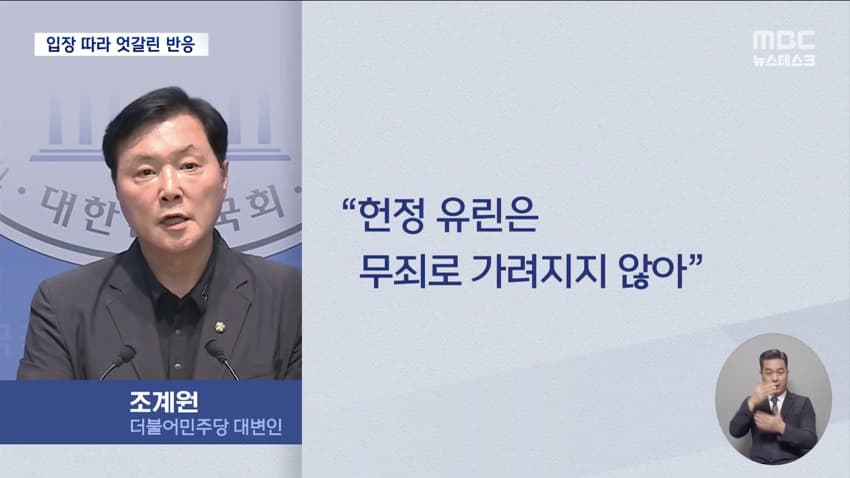 입장 따라 엇갈린 반응
MBC
뉴스데스크
대한
국회
“헌정 유린은
무죄로 가려지지 않아”
조계원
더불어민주당 대변인